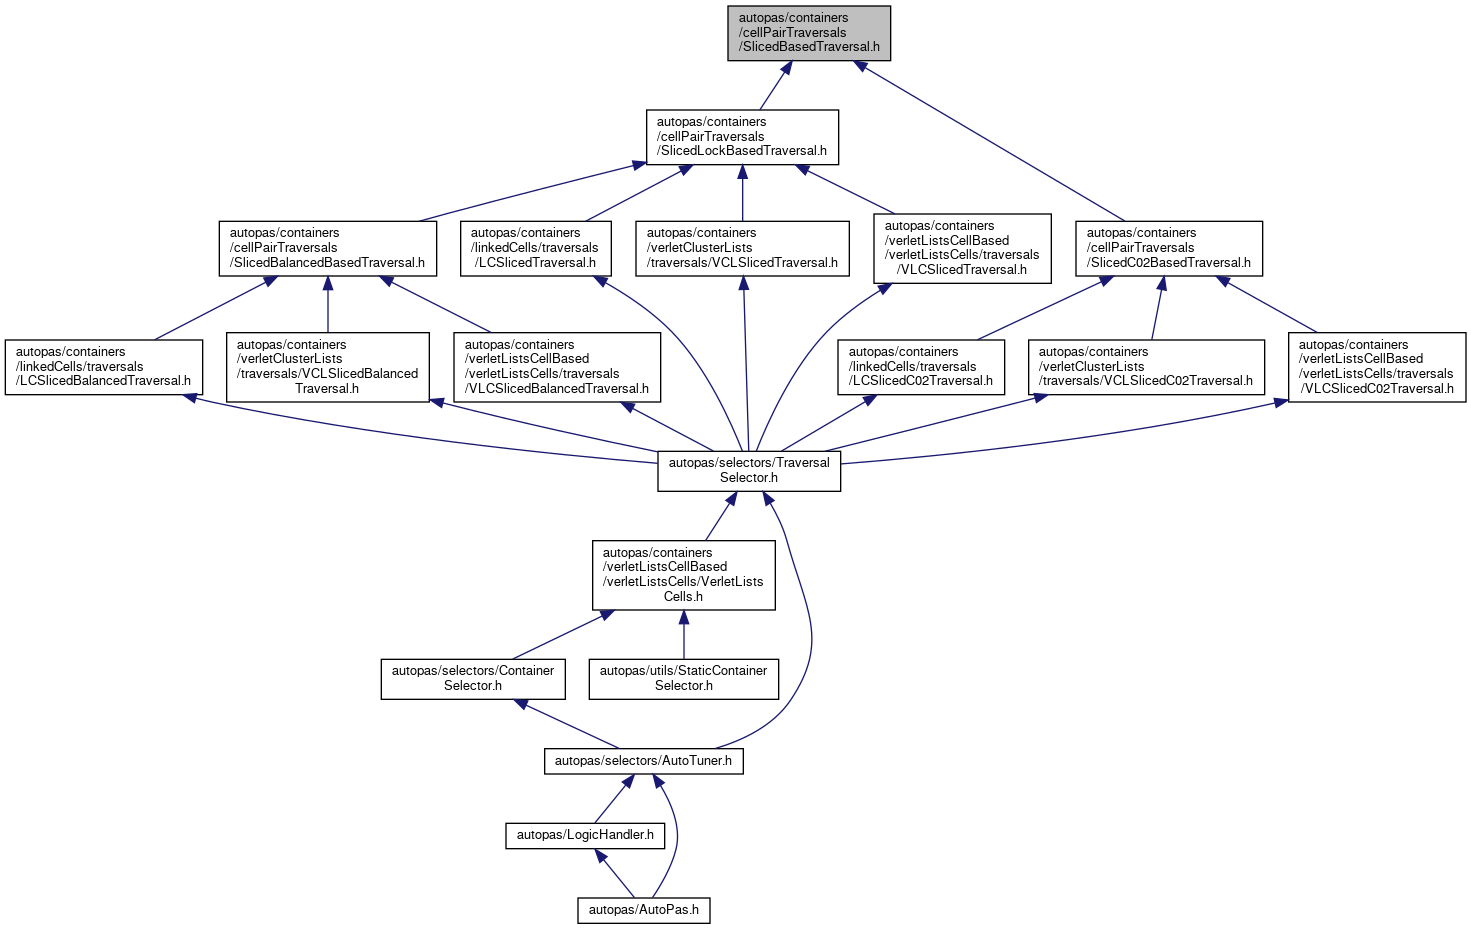 autopas/containers
/cellPairTraversals
/SlicedBasedTraversal.h
autopas/containers
/cellPairTraversals
/SlicedLockBasedTraversal.h
autopas/containers
/cellPairTraversals
/SlicedBalancedBasedTraversal.h
autopas/containers
/linkedCells/traversals
/LCSlicedTraversal.h
autopas/containers
/verletClusterLists
/traversals/VCLSlicedTraversal.h
autopas/containers
/verletListsCellBased
/verletListsCells/traversals
/VLCSlicedTraversal.h
autopas/containers
/cellPairTraversals
/SlicedC02BasedTraversal.h
autopas/containers
/linkedCells/traversals
/LCSlicedBalancedTraversal.h
autopas/containers
/verletClusterLists
/traversals/VCLSlicedBalanced
Traversal.h
autopas/containers
/verletListsCellBased
/verletListsCells/traversals
/VLCSlicedBalancedTraversal.h
autopas/containers
/linkedCells/traversals
/LCSlicedC02Traversal.h
autopas/containers
/verletClusterLists
/traversals/VCLSlicedC02Traversal.h
autopas/containers
/verletListsCellBased
/verletListsCells/traversals
/VLCSlicedC02Traversal.h
autopas/selectors/Traversal
Selector.h
autopas/containers
/verletListsCellBased
/verletListsCells/VerletLists
Cells.h
autopas/selectors/Container
Selector.h
autopas/utils/StaticContainer
Selector.h
autopas/selectors/AutoTuner.h
autopas/LogicHandler.h
autopas/AutoPas.h